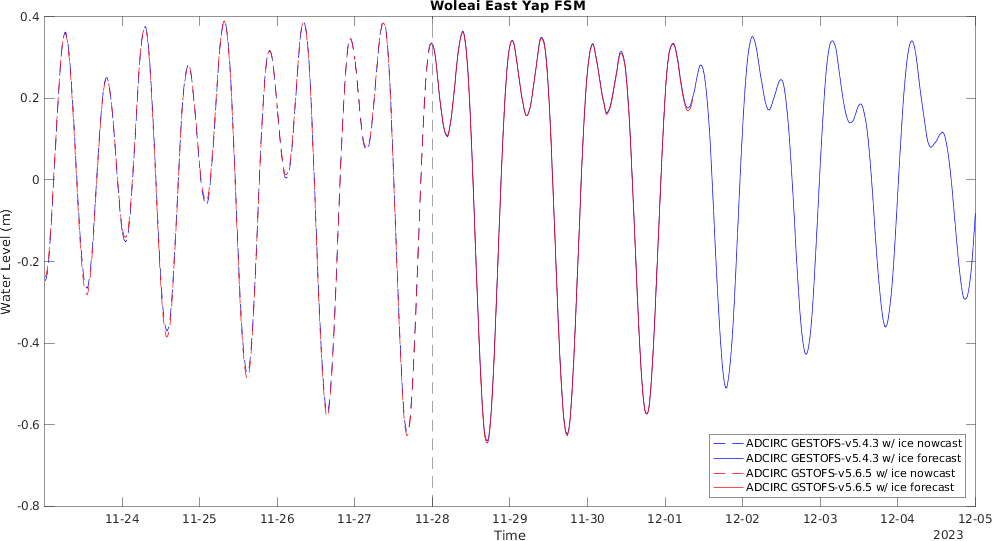 Woleai East Yap FSM
Water Level (m)
0.4
0.2
0
-0.2
-0.4
-0.6
-0.8
ADCIRC GESTOFS-v5.4.3 w/ ice nowcast
ADCIRC GESTOFS-v5.4.3 w/ ice forecast
ADCIRC GSTOFS-v5.6.5 w/ ice nowcast
ADCIRC GSTOFS-v5.6.5 w/ ice forecast
11-24 11-25 11-26 11-27 11-28 11-29 11-30 12-01 12-02 12-03 12-04 12-05
Time
2023